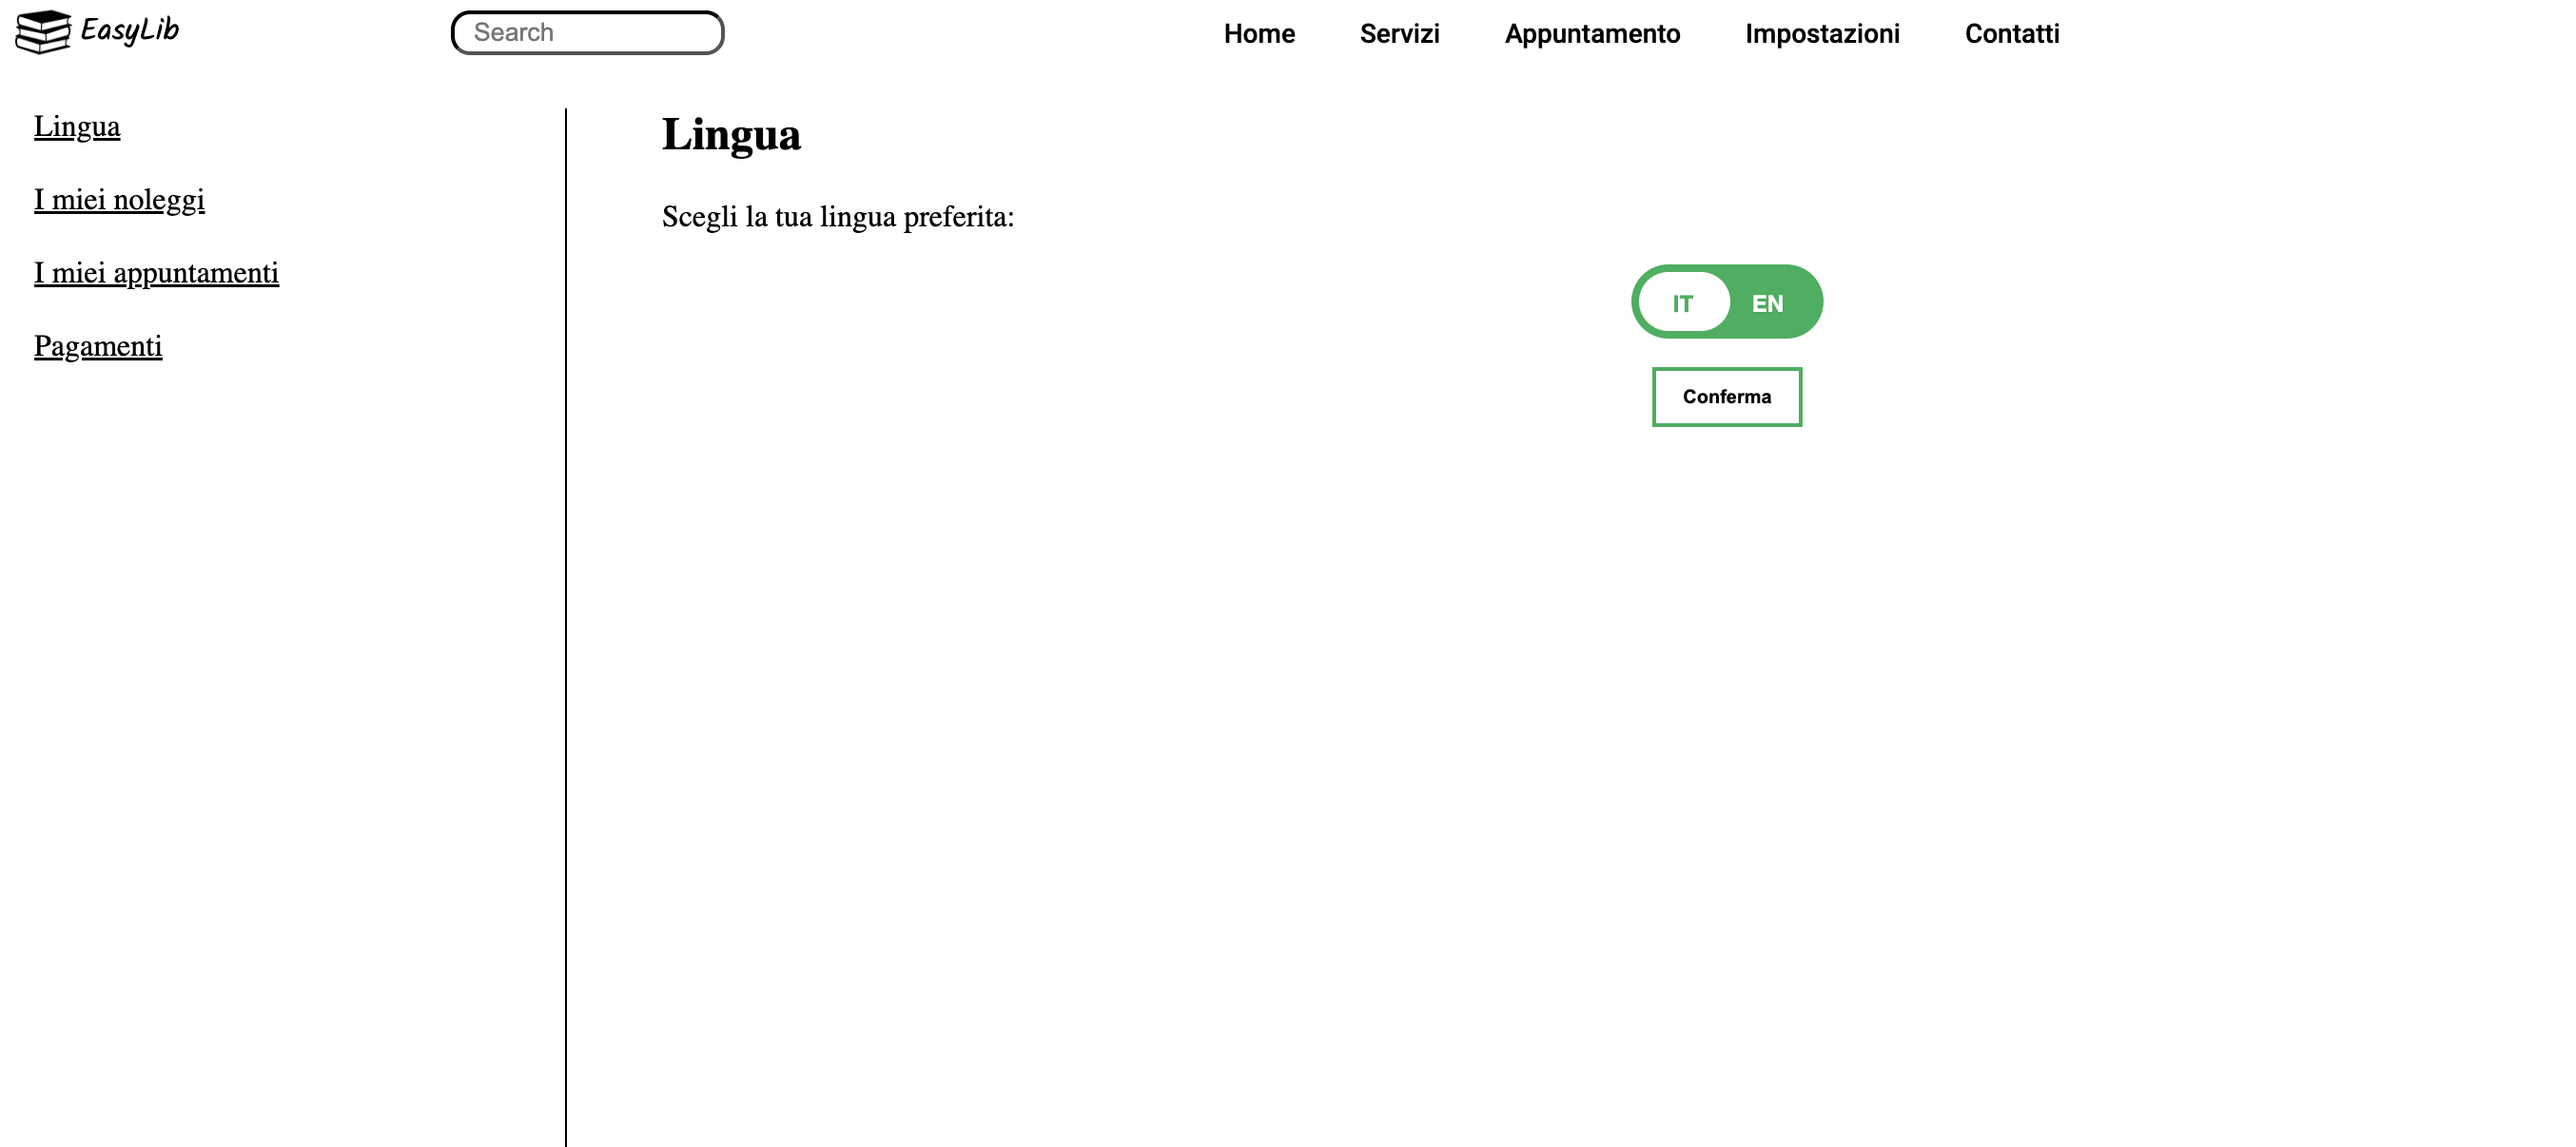 EasyLib
Search
Home
Servizi
Appuntamento
Impostazioni
Contatti
Lingua
I miei noleggi
I miei appuntamenti
Pagamenti
Lingua
Scegli la tua lingua preferita:
IT EN
Conferma